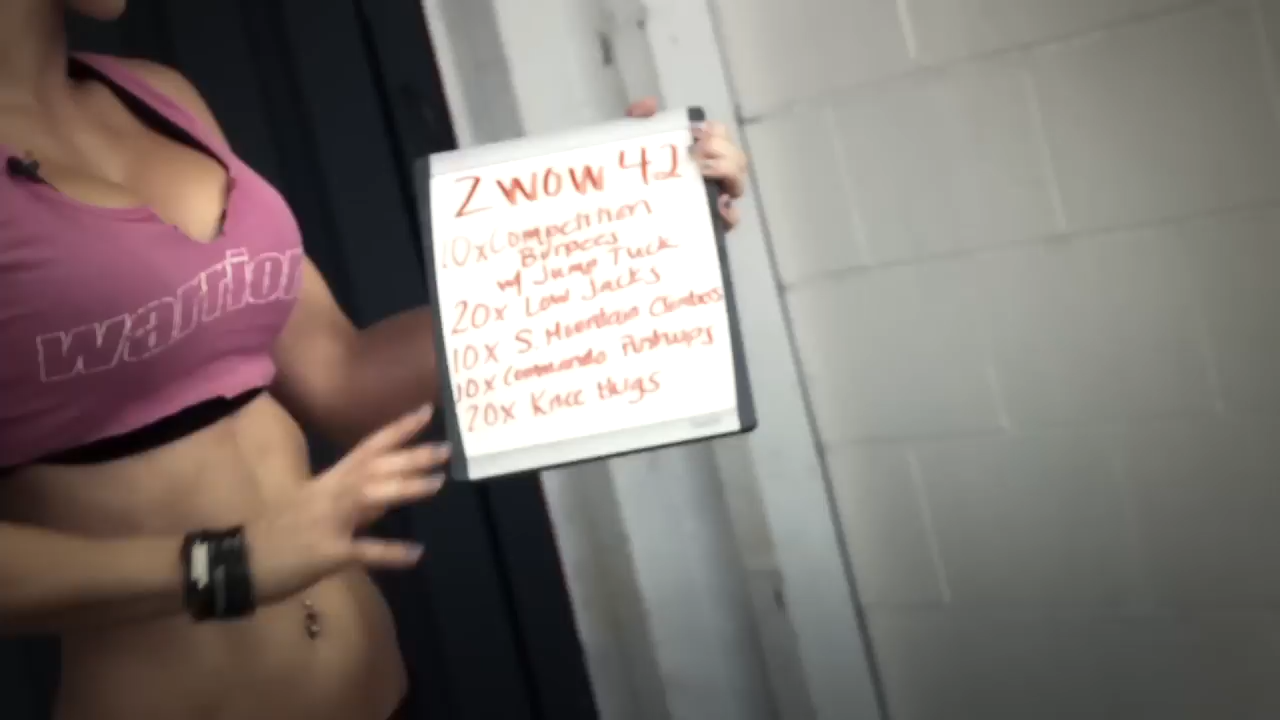 warrior
ZWOW 42
10x Competition
Burpees
w/ Jump Tuck
20x Low Jacks
10x S. Mountain Climbers
10x Commando Pushups
20x Knee Hugs